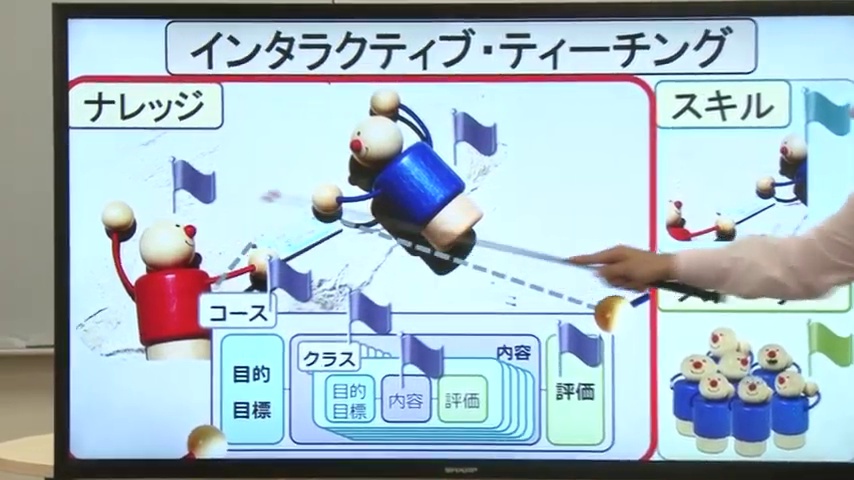 インタラクティブ・ティーチング
ナレッジ
スキル
コース
クラス
内容
目的
目標
目的
目標
内容
評価
評価
SHARP